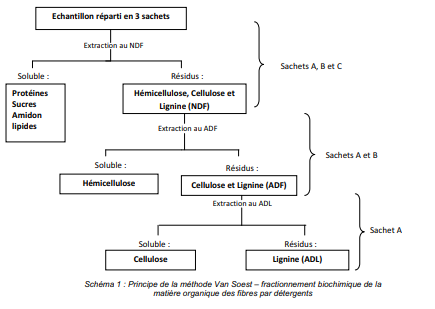 Echantillon réparti en 3 sachets
Extraction au NDF
Sachets A, B et C
Soluble :
Résidus :
Protéines
Sucres
Amidon
lipides
Hémicellulose, Cellulose et
Lignine (NDF)
Extraction au ADF
Sachets A et B
Soluble :
Résidus :
Hémicellulose
Cellulose et Lignine (ADF)
Extraction au ADL
Sachet A
Soluble :
Résidus :
Cellulose
Lignine (ADL)
Schéma 1 : Principe de la méthode Van Soest – fractionnement biochimique de la
matière organique des fibres par détergents